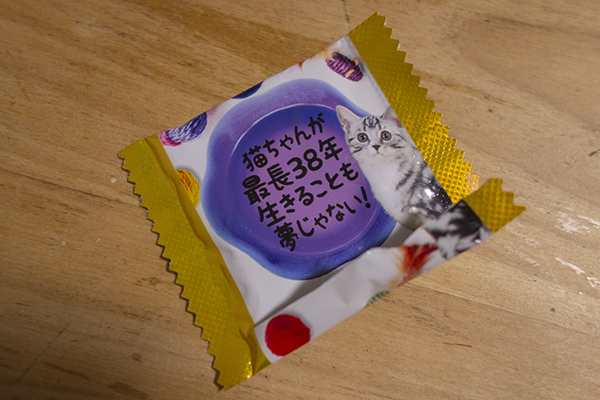 猫ちゃんが
最長38年
生きることも
夢じゃない!